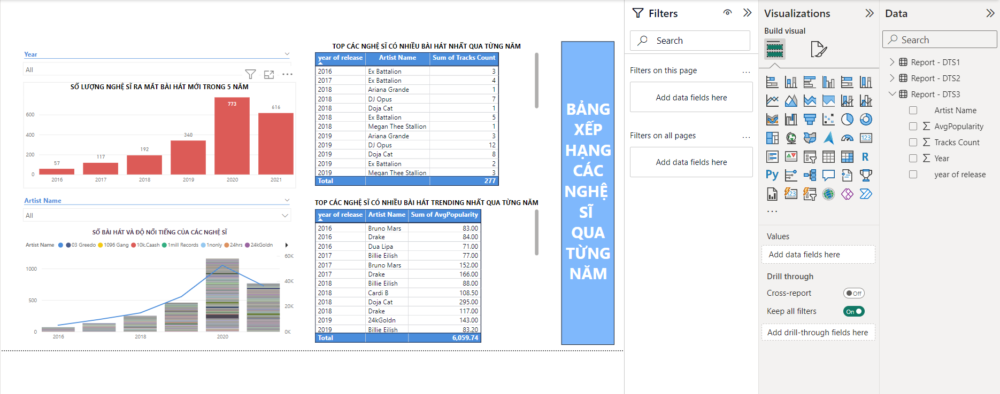 Year
All
SỐ LƯỢNG NGHỆ SĨ RA MẮT BÀI HÁT MỚI TRONG 5 NĂM
600
400
200
0
57
117
192
340
773
616
2016 2017 2018 2019 2020 2021
Artist Name
All
SỐ BÀI HÁT VÀ ĐỘ NỔI TIẾNG CỦA CÁC NGHỆ SĨ
Artist Name 03 Greedo 1096 Gang 10k.Caash 1mill Records 1nonly 24hrs 24kGoldn
1000
500
0
60K
40K
20K
0K
2016 2018 2020
TOP CÁC NGHỆ SĨ CÓ NHIỀU BÀI HÁT NHẤT QUA TỪNG NĂM
year of release Artist Name Sum of Tracks Count
2016 Ex Battalion 3
2017 Ex Battalion 4
2018 Ariana Grande 1
2018 DJ Opus 7
2018 Doja Cat 1
2018 Ex Battalion 5
2018 Megan Thee Stallion 1
2019 Ariana Grande 3
2019 DJ Opus 12
2019 Doja Cat 8
2019 Ex Battalion 2
2019 Megan Thee Stallion 3
Total 277
TOP CÁC NGHỆ SĨ CÓ NHIỀU BÀI HÁT TRENDING NHẤT QUA TỪNG NĂM
year of release Artist Name Sum of AvgPopularity
2016 Bruno Mars 83.00
2016 Drake 84.00
2016 Dua Lipa 71.00
2017 Billie Eilish 77.00
2017 Bruno Mars 152.00
2017 Drake 166.00
2018 Billie Eilish 88.00
2018 Cardi B 108.50
2018 Doja Cat 295.00
2018 Drake 117.00
2019 24kGoldn 143.00
2019 Billie Eilish 83.20
Total 6,059.74
BẢNG
XẾP
HẠNG
CÁC
NGHỆ
SĨ
QUA
TỪNG
NĂM
Filters
Search
Filters on this page ...
Add data fields here
Filters on all pages ...
Add data fields here
Visualizations
Build visual
123
R
Py
123
...
Values
Add data fields here
Drill through
Cross-report Off
Keep all filters On
Add drill-through fields here
Data
Search
Report - DTS1
Report - DTS2
Report - DTS3
Artist Name
Σ AvgPopularity
Σ Tracks Count
Σ Year
year of release